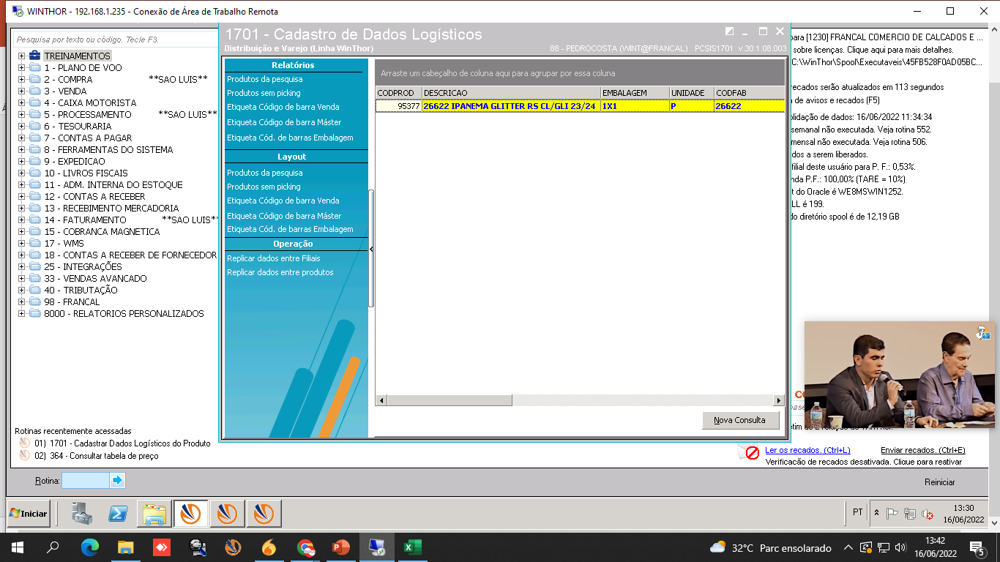 WINTHOR - 192.168.1.235 - Conexão de Área de Trabalho Remota
Pesquisa por texto ou código. Tecle F3.
TREINAMENTOS
1 - PLANO DE VOO
2 - COMPRA **SAO LUIS**
3 - VENDA
4 - CAIXA MOTORISTA
5 - PROCESSAMENTO **SAO LUIS**
6 - TESOURARIA
7 - CONTAS A PAGAR
8 - FERRAMENTAS DO SISTEMA
9 - EXPEDICAO
10 - LIVROS FISCAIS
11 - ADM. INTERNA DO ESTOQUE
12 - CONTAS A RECEBER
13 - RECEBIMENTO MERCADORIA
14 - FATURAMENTO **SAO LUIS**
15 - COBRANCA MAGNETICA
17 - WMS
18 - CONTAS A RECEBER DE FORNECEDOR
25 - INTEGRAÇÕES
33 - VENDAS AVANCADO
40 - TRIBUTAÇÃO
98 - FRANCAL
8000 - RELATORIOS PERSONALIZADOS
Rotinas recentemente acessadas
01) 1701 - Cadastrar Dados Logísticos do Produto
02) 364 - Consultar tabela de preço
Rotina:
1701 - Cadastro de Dados Logísticos
Distribuição e Varejo (Linha WinThor)
88 - PEDROCOSTA (WINT@FRANCAL) PCSIS1701 v.30.1.08.003
Relatórios
Produtos da pesquisa
Produtos sem picking
Etiqueta Código de barra Venda
Etiqueta Código de barra Máster
Etiqueta Cód. de barras Embalagem
Layout
Produtos da pesquisa
Produtos sem picking
Etiqueta Código de barra Venda
Etiqueta Código de barra Máster
Etiqueta Cód. de barras Embalagem
Operação
Replicar dados entre Filiais
Replicar dados entre produtos
Arraste um cabeçalho de coluna aqui para agrupar por essa coluna
CODPROD DESCRICAO EMBALAGEM UNIDADE CODFAB
95377 26622 IPANEMA GLITTER RS CL/GLI 23/24 1X1 P 26622
Nova Consulta
para [1230] FRANCAL COMERCIO DE CALCADOS E ...
sobre licenças. Clique aqui para mais detalhes.
C:\WinThor\Spool\Executaveis\45FB528F0AD05BC...
recados serão atualizados em 113 segundos
de avisos e recados (F5)
olidação de dados: 16/06/2022 11:34:34
semanal não executada. Veja rotina 552.
mensal não executada. Veja rotina 506.
dos a serem liberados.
filial deste usuário para P. F.: 0,53%.
nda P.F.: 100,00% (TARE = 10%)
t do Oracle é WE8MSWIN1252.
LL é 199.
do diretório spool é de 12,19 GB
Ler os recados. (Ctrl+L) Enviar recados. (Ctrl+E)
Verificação de recados desativada. Clique para reativar
Reiniciar
Iniciar
PT
13:30
16/06/2022
32°C Parc ensolarado
13:42
16/06/2022
5